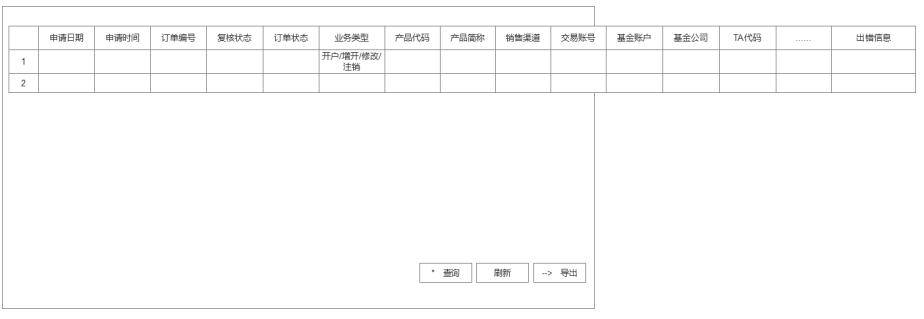 申请日期 申请时间 订单编号 复核状态 订单状态 业务类型 产品代码 产品简称 销售渠道 交易账号 基金账户 基金公司 TA代码 …… 出错信息
1 开户/增开/修改/
注销
2
* 查询 刷新 --> 导出